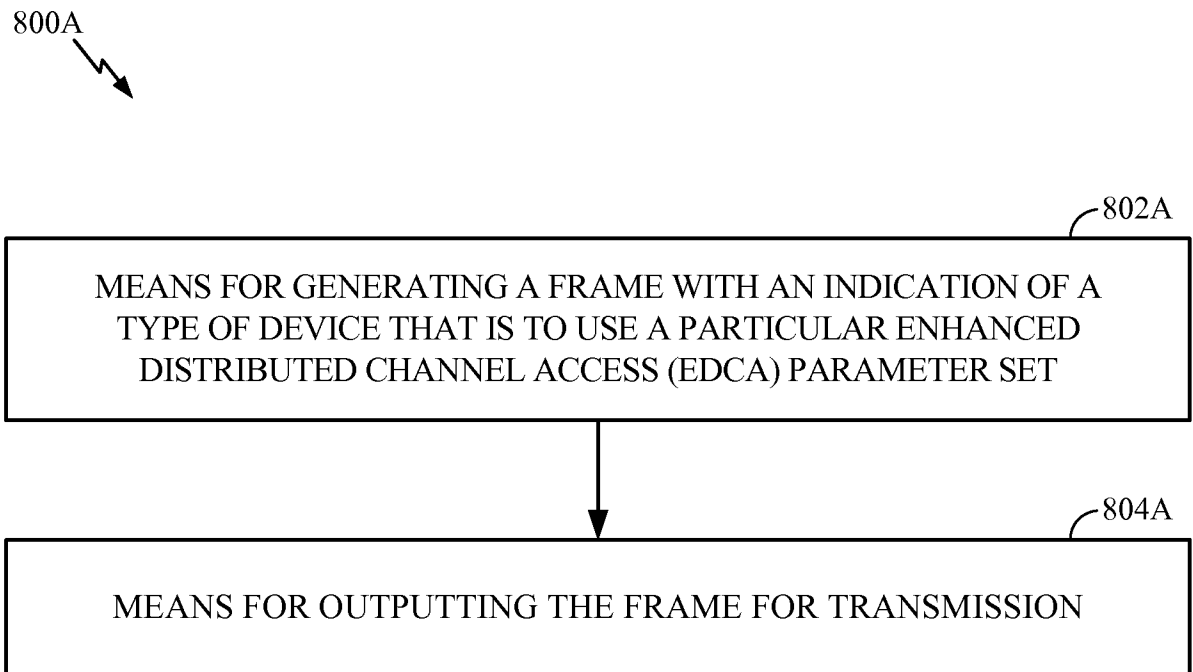 800A
802A
MEANS FOR GENERATING A FRAME WITH AN INDICATION OF A
TYPE OF DEVICE THAT IS TO USE A PARTICULAR ENHANCED
DISTRIBUTED CHANNEL ACCESS (EDCA) PARAMETER SET
804A
MEANS FOR OUTPUTTING THE FRAME FOR TRANSMISSION